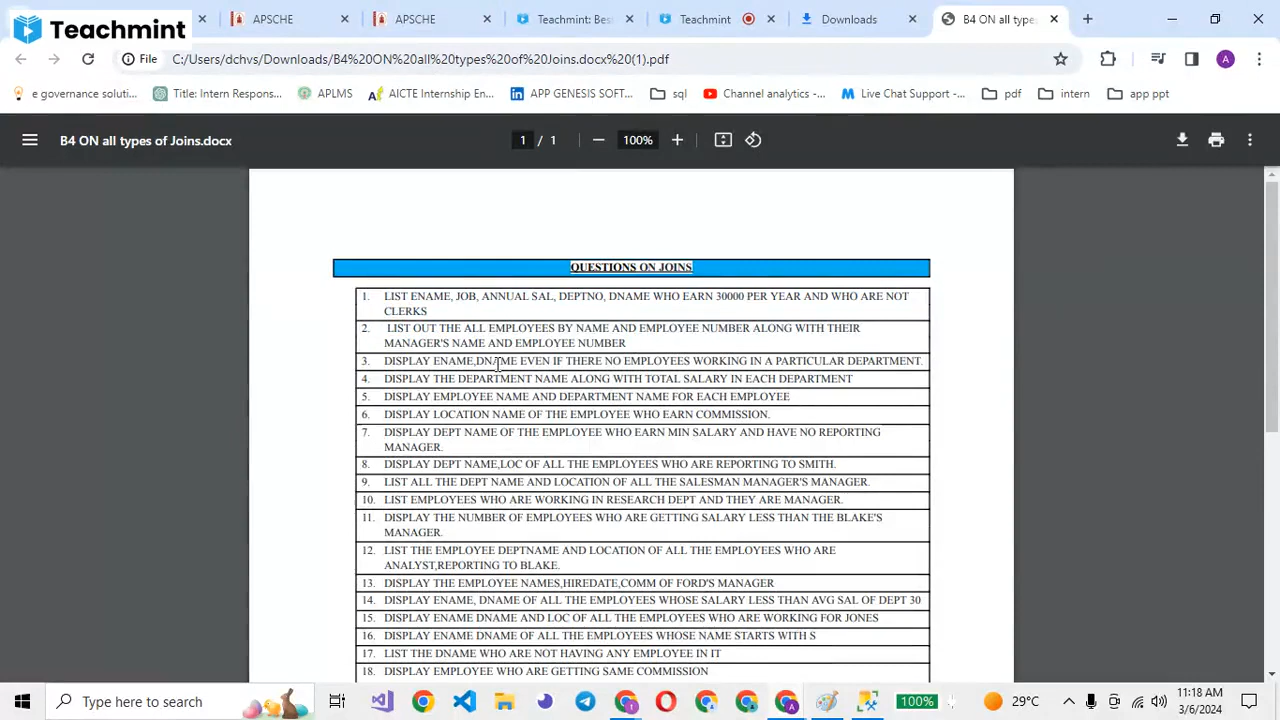 Teachmint
APSCHE
APSCHE
Teachmint: Bes
Teachmint
Downloads
B4 ON all type
File
C:/Users/dchvs/Downloads/B4%20ON%20all%20types%20of%20Joins.docx%20(1).pdf
A
e governance soluti...
Title: Intern Respons...
APLMS
AICTE Internship En...
APP GENESIS SOFT...
sql
Channel analytics -...
Live Chat Support -...
pdf
intern
app ppt
B4 ON all types of Joins.docx
1 / 1
100%
QUESTIONS ON JOINS
1. LIST ENAME, JOB, ANNUAL SAL, DEPTNO, DNAME WHO EARN 30000 PER YEAR AND WHO ARE NOT
CLERKS
2. LIST OUT THE ALL EMPLOYEES BY NAME AND EMPLOYEE NUMBER ALONG WITH THEIR
MANAGER'S NAME AND EMPLOYEE NUMBER
3. DISPLAY ENAME,DNAME EVEN IF THERE NO EMPLOYEES WORKING IN A PARTICULAR DEPARTMENT.
4. DISPLAY THE DEPARTMENT NAME ALONG WITH TOTAL SALARY IN EACH DEPARTMENT
5. DISPLAY EMPLOYEE NAME AND DEPARTMENT NAME FOR EACH EMPLOYEE
6. DISPLAY LOCATION NAME OF THE EMPLOYEE WHO EARN COMMISSION.
7. DISPLAY DEPT NAME OF THE EMPLOYEE WHO EARN MIN SALARY AND HAVE NO REPORTING
MANAGER.
8. DISPLAY DEPT NAME,LOC OF ALL THE EMPLOYEES WHO ARE REPORTING TO SMITH.
9. LIST ALL THE DEPT NAME AND LOCATION OF ALL THE SALESMAN MANAGER'S MANAGER.
10. LIST EMPLOYEES WHO ARE WORKING IN RESEARCH DEPT AND THEY ARE MANAGER.
11. DISPLAY THE NUMBER OF EMPLOYEES WHO ARE GETTING SALARY LESS THAN THE BLAKE'S
MANAGER.
12. LIST THE EMPLOYEE DEPTNAME AND LOCATION OF ALL THE EMPLOYEES WHO ARE
ANALYST,REPORTING TO BLAKE.
13. DISPLAY THE EMPLOYEE NAMES,HIREDATE,COMM OF FORD'S MANAGER
14. DISPLAY ENAME, DNAME OF ALL THE EMPLOYEES WHOSE SALARY LESS THAN AVG SAL OF DEPT 30
15. DISPLAY ENAME DNAME AND LOC OF ALL THE EMPLOYEES WHO ARE WORKING FOR JONES
16. DISPLAY ENAME DNAME OF ALL THE EMPLOYEES WHOSE NAME STARTS WITH S
17. LIST THE DNAME WHO ARE NOT HAVING ANY EMPLOYEE IN IT
18. DISPLAY EMPLOYEE WHO ARE GETTING SAME COMMISSION
Type here to search
100%
29°C
11:18 AM
3/6/2024